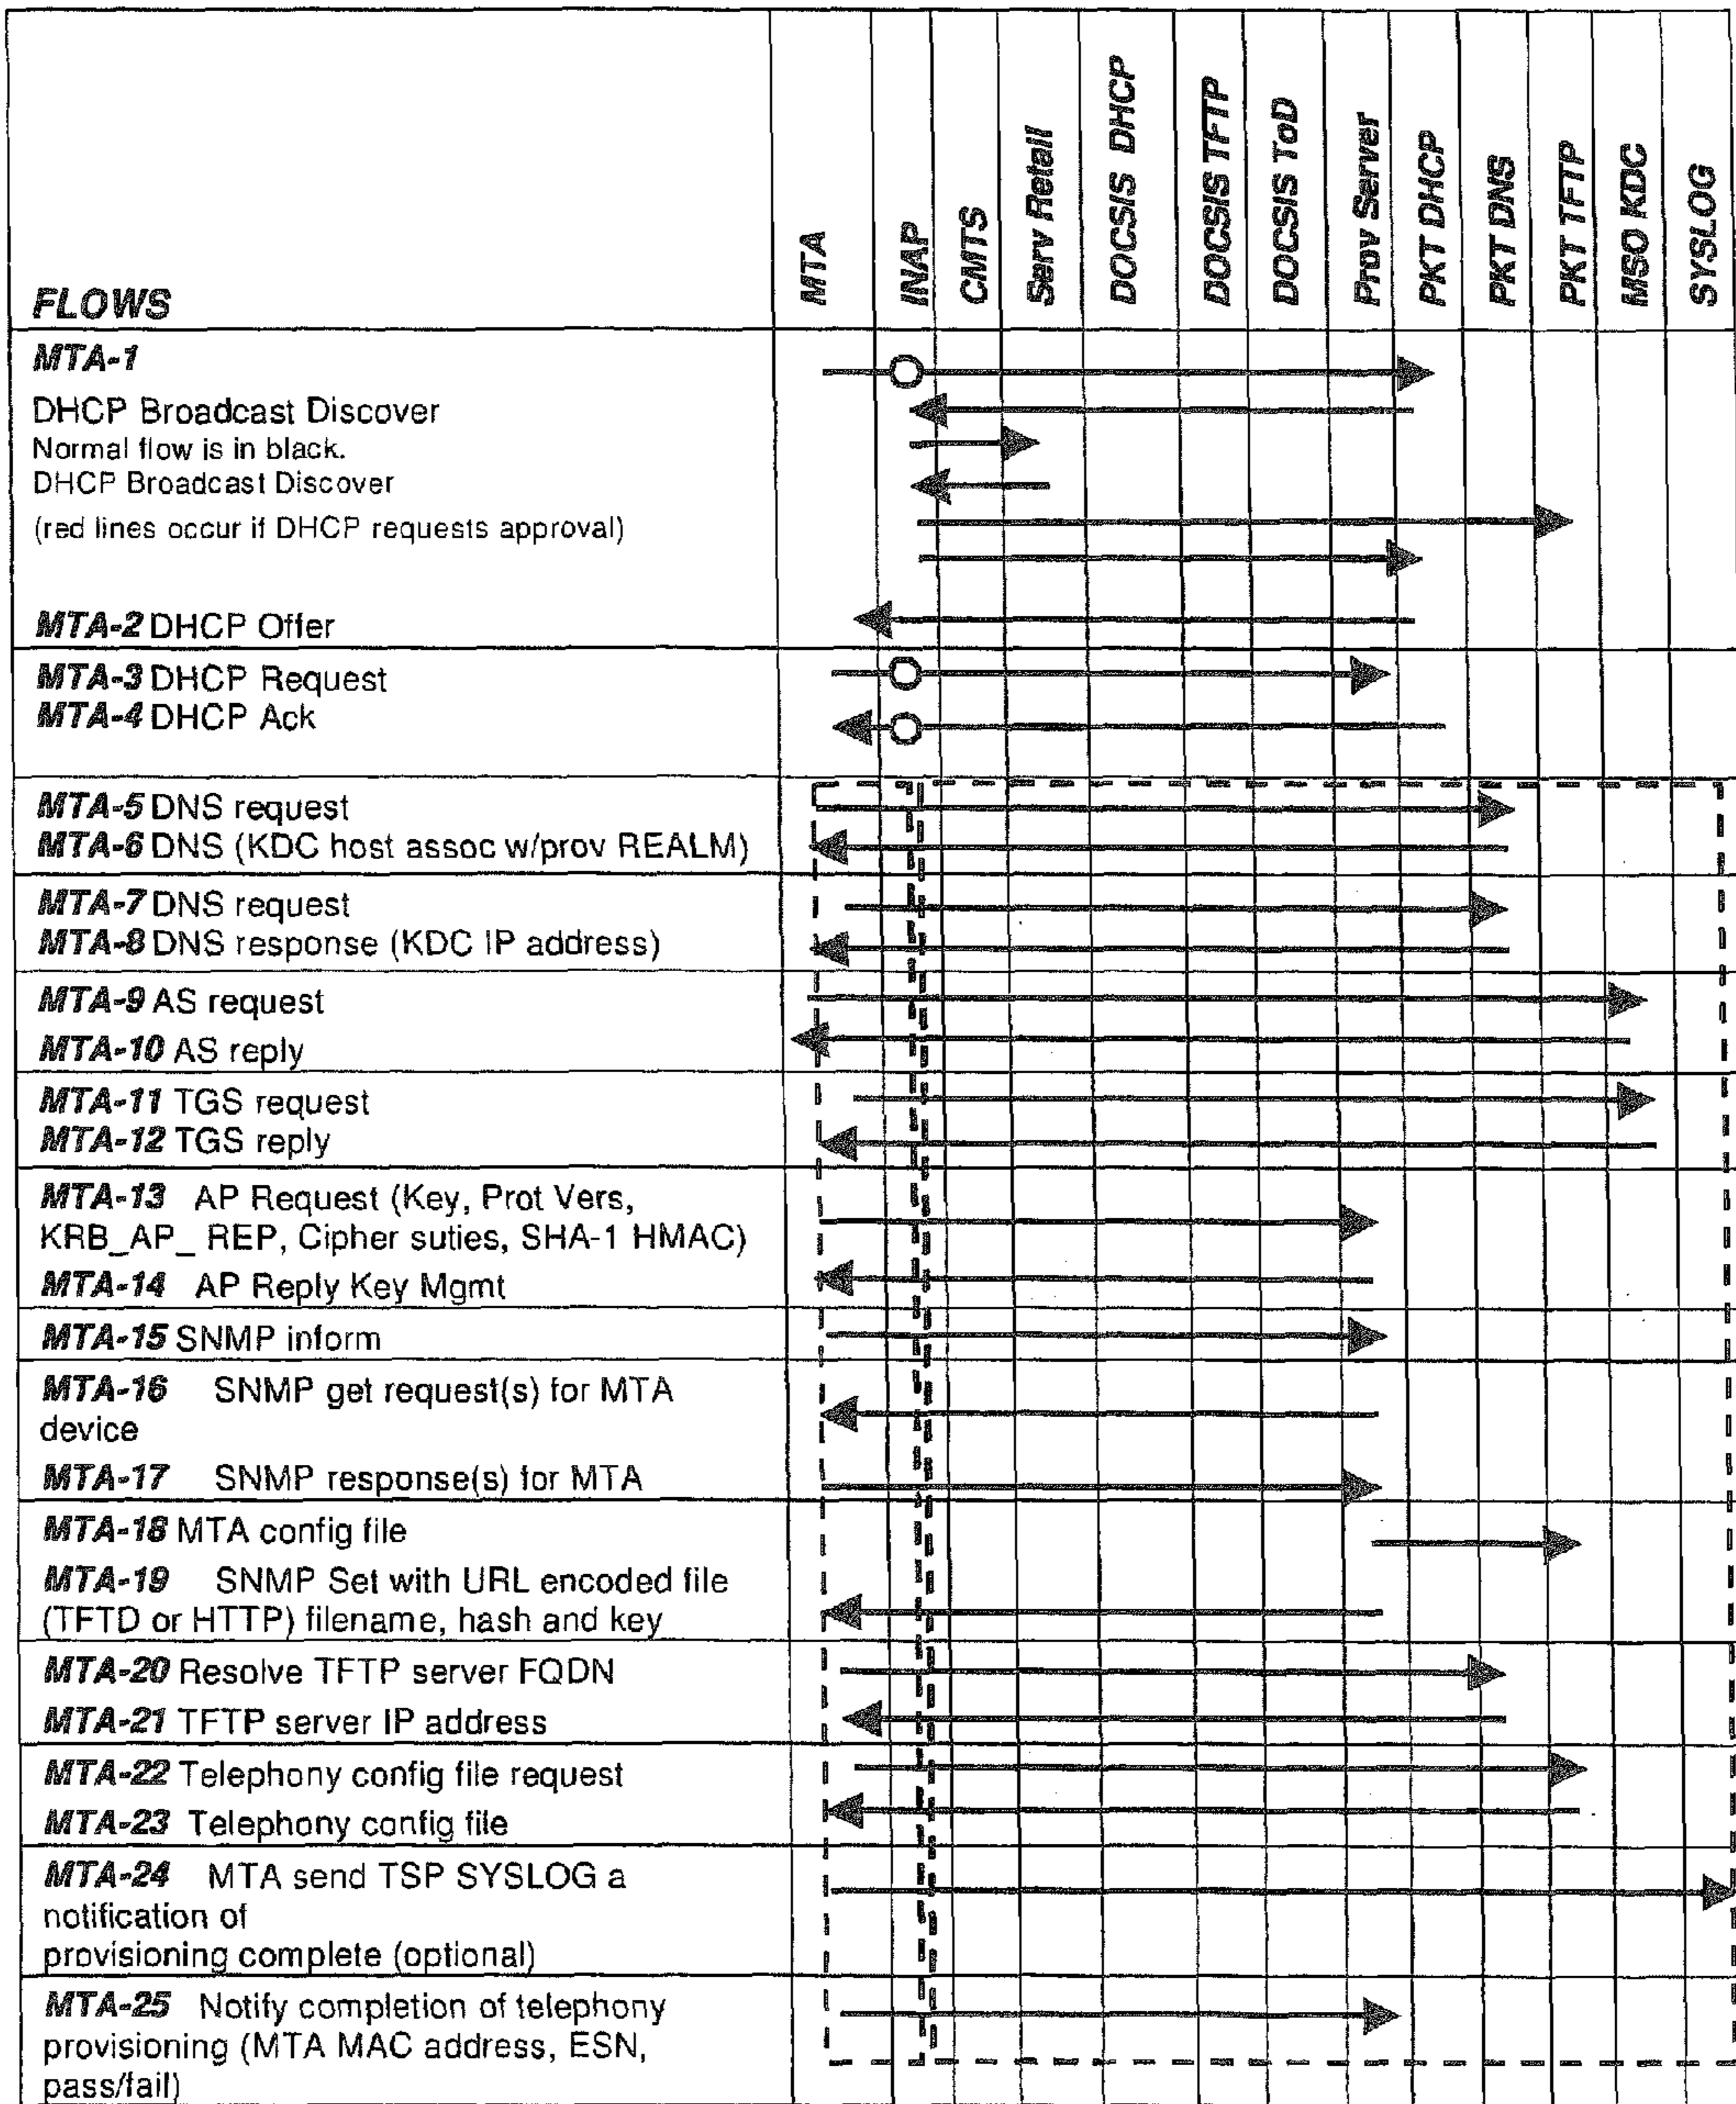 FLOWS
MTA
INAP
CMTS
Serv Retail
DOCSIS DHCP
DOCSIS TFTP
DOCSIS ToD
Prov Server
PKT DHCP
PKT DNS
PKT TFTP
MSO KDC
SYSLOG
MTA-1
DHCP Broadcast Discover
Normal flow is in black.
DHCP Broadcast Discover
(red lines occur if DHCP requests approval)
MTA-2 DHCP Offer
MTA-3 DHCP Request
MTA-4 DHCP Ack
MTA-5 DNS request
MTA-6 DNS (KDC host assoc w/prov REALM)
MTA-7 DNS request
MTA-8 DNS response (KDC IP address)
MTA-9 AS request
MTA-10 AS reply
MTA-11 TGS request
MTA-12 TGS reply
MTA-13 AP Request (Key, Prot Vers,
KRB_AP_ REP, Cipher suties, SHA-1 HMAC)
MTA-14 AP Reply Key Mgmt
MTA-15 SNMP inform
MTA-16 SNMP get request(s) for MTA
device
MTA-17 SNMP response(s) for MTA
MTA-18 MTA config file
MTA-19 SNMP Set with URL encoded file
(TFTD or HTTP) filename, hash and key
MTA-20 Resolve TFTP server FQDN
MTA-21 TFTP server IP address
MTA-22 Telephony config file request
MTA-23 Telephony config file
MTA-24 MTA send TSP SYSLOG a
notification of
provisioning complete (optional)
MTA-25 Notify completion of telephony
provisioning (MTA MAC address, ESN,
pass/fail)